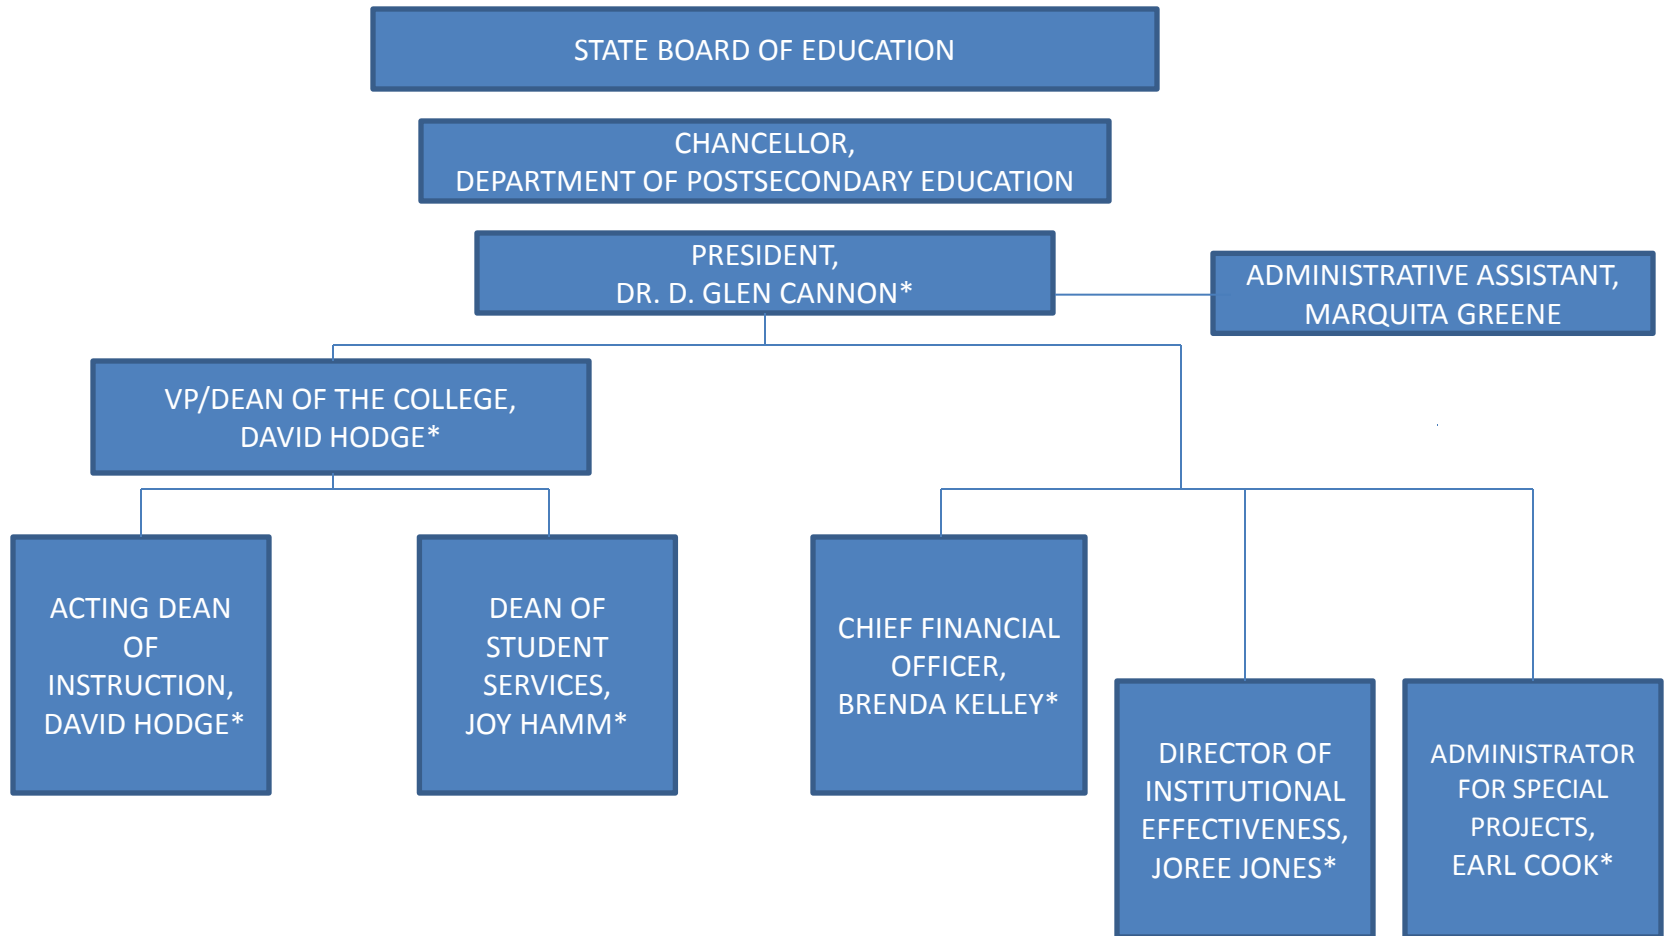 STATE BOARD OF EDUCATION
CHANCELLOR,
DEPARTMENT OF POSTSECONDARY EDUCATION
PRESIDENT,
DR. D. GLEN CANNON*
ADMINISTRATIVE ASSISTANT,
MARQUITA GREENE
VP/DEAN OF THE COLLEGE,
DAVID HODGE*
ACTING DEAN
OF
INSTRUCTION,
DAVID HODGE*
DEAN OF
STUDENT
SERVICES,
JOY HAMM*
CHIEF FINANCIAL
OFFICER,
BRENDA KELLEY*
DIRECTOR OF
INSTITUTIONAL
EFFECTIVENESS,
JOREE JONES*
ADMINISTRATOR
FOR SPECIAL
PROJECTS,
EARL COOK*